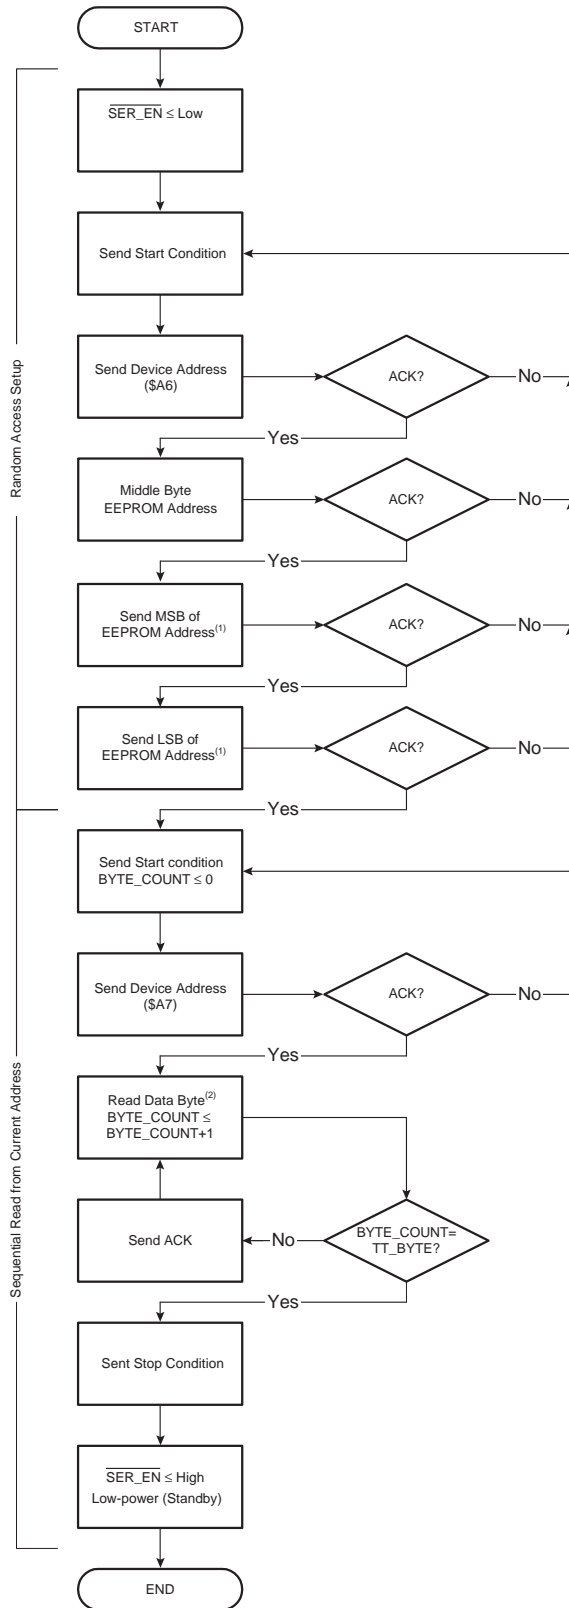 START
SER_EN ≤ Low
Send Start Condition
Send Device Address
($A6)
ACK?
No
Yes
Middle Byte
EEPROM Address
ACK?
No
Yes
Send MSB of
EEPROM Address(1)
ACK?
No
Yes
Send LSB of
EEPROM Address(1)
ACK?
No
Yes
Random Access Setup
Send Start condition
BYTE_COUNT ≤ 0
Send Device Address
($A7)
ACK?
No
Yes
Read Data Byte(2)
BYTE_COUNT ≤
BYTE_COUNT+1
BYTE_COUNT=
TT_BYTE?
No
Send ACK
Yes
Sent Stop Condition
SER_EN ≤ High
Low-power (Standby)
Sequential Read from Current Address
END